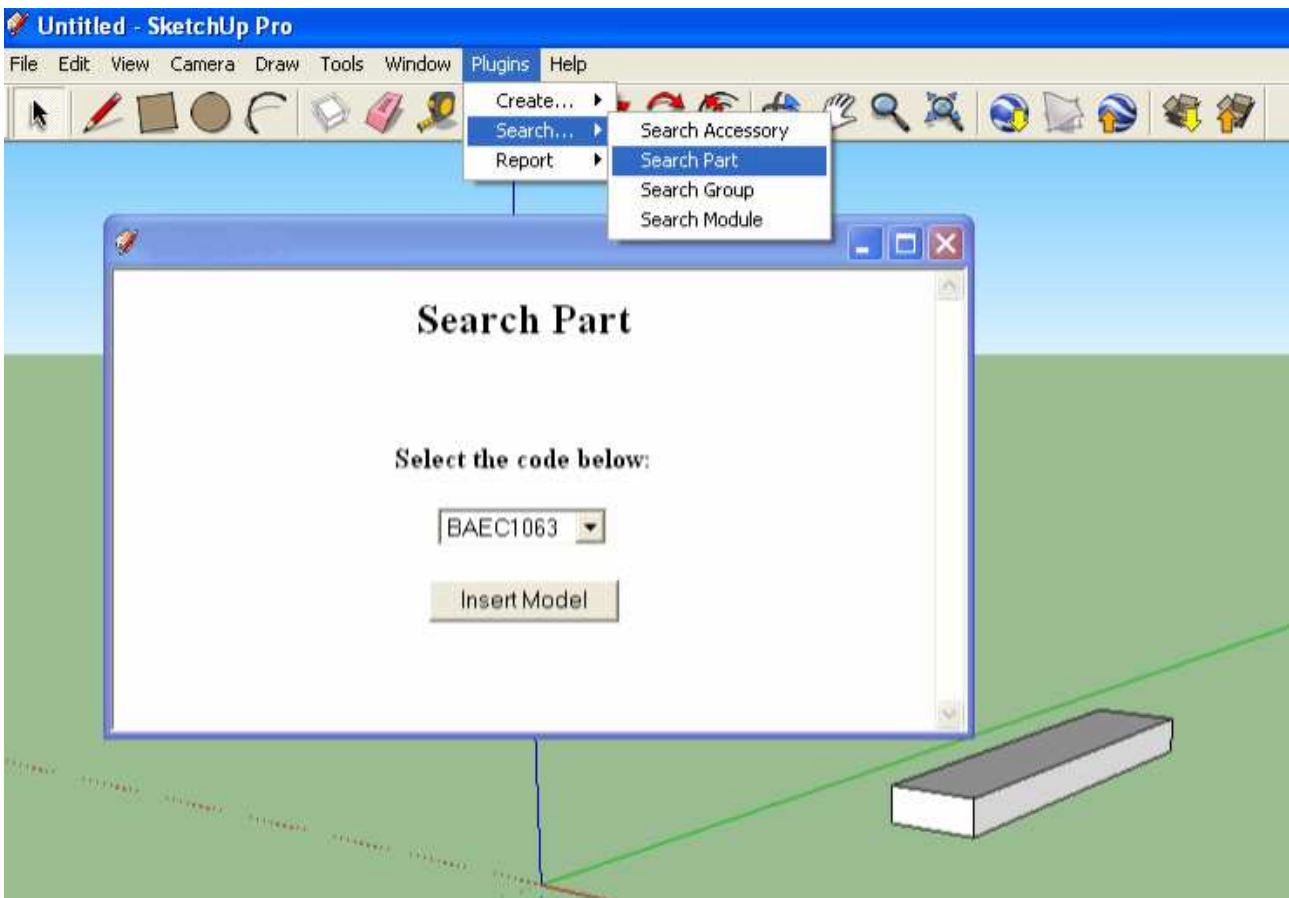 Untitled - SketchUp Pro
File Edit View Camera Draw Tools Window Plugins Help
Create...
Search...
Report
Search Accessory
Search Part
Search Group
Search Module
Search Part
Select the code below:
BAEC1063
Insert Model